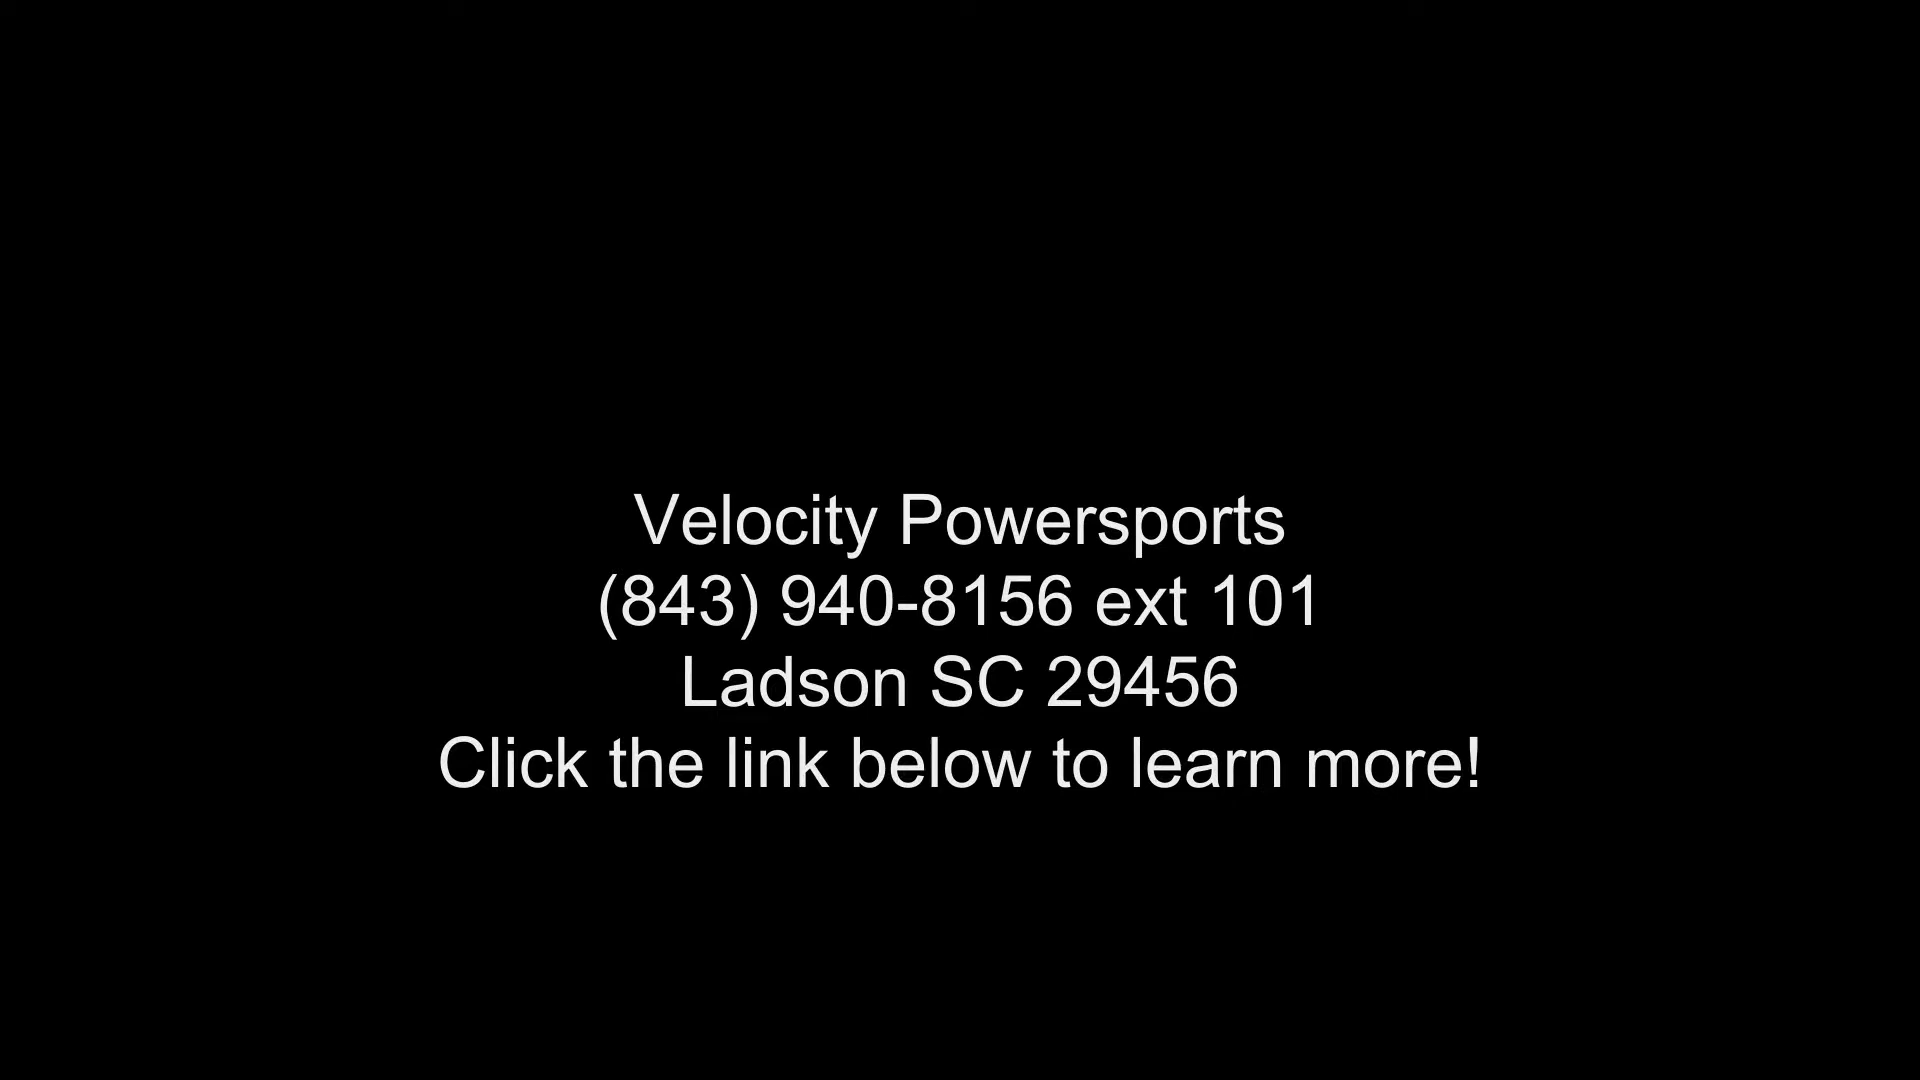 Velocity Powersports
(843) 940-8156 ext 101
Ladson SC 29456
Click the link below to learn more!